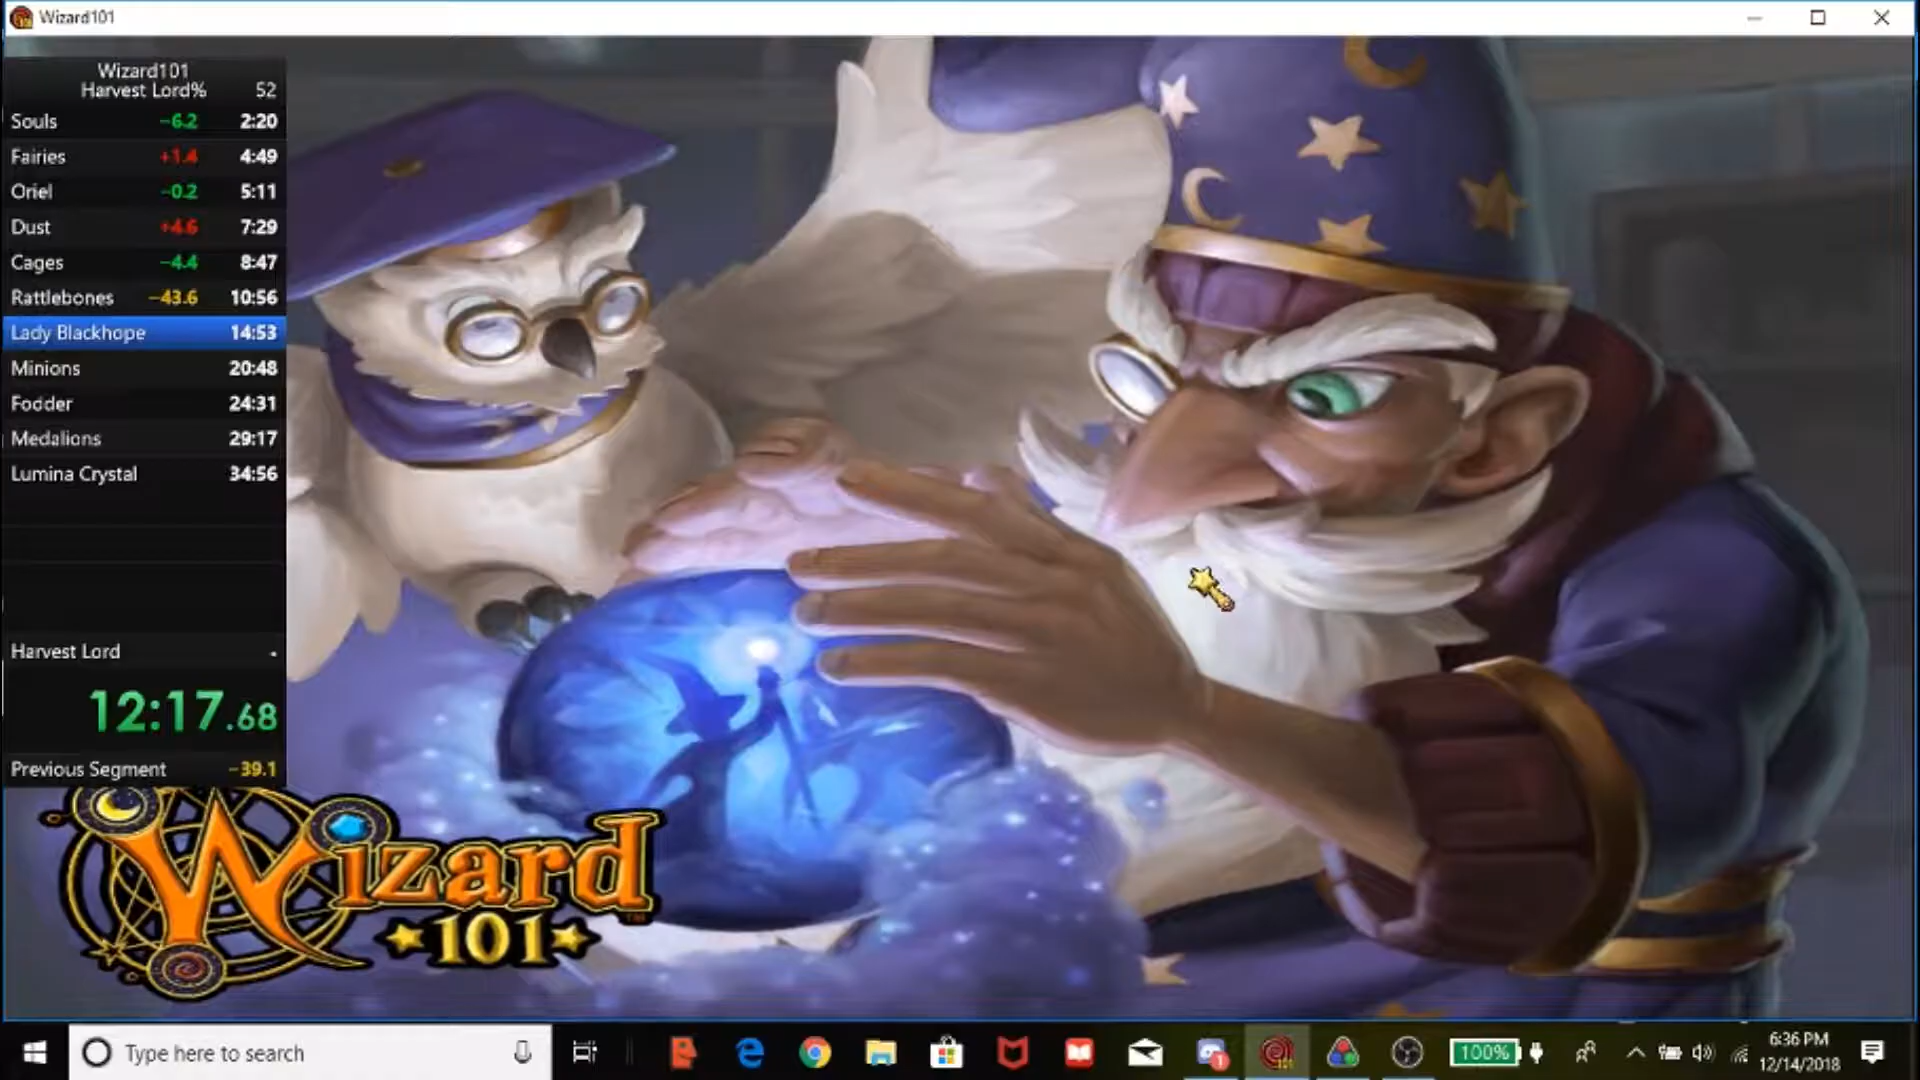 Wizard101
Wizard101
Harvest Lord% 52
Souls -6.2 2:20
Fairies +1.4 4:49
Oriel -0.2 5:11
Dust +4.6 7:29
Cages -4.4 8:47
Rattlebones -43.6 10:56
Lady Blackhope 14:53
Minions 20:48
Fodder 24:31
Medalions 29:17
Lumina Crystal 34:56
Harvest Lord -
12:17.68
Previous Segment -39.1
Wizard
101
Type here to search
100%
6:36 PM
12/14/2018